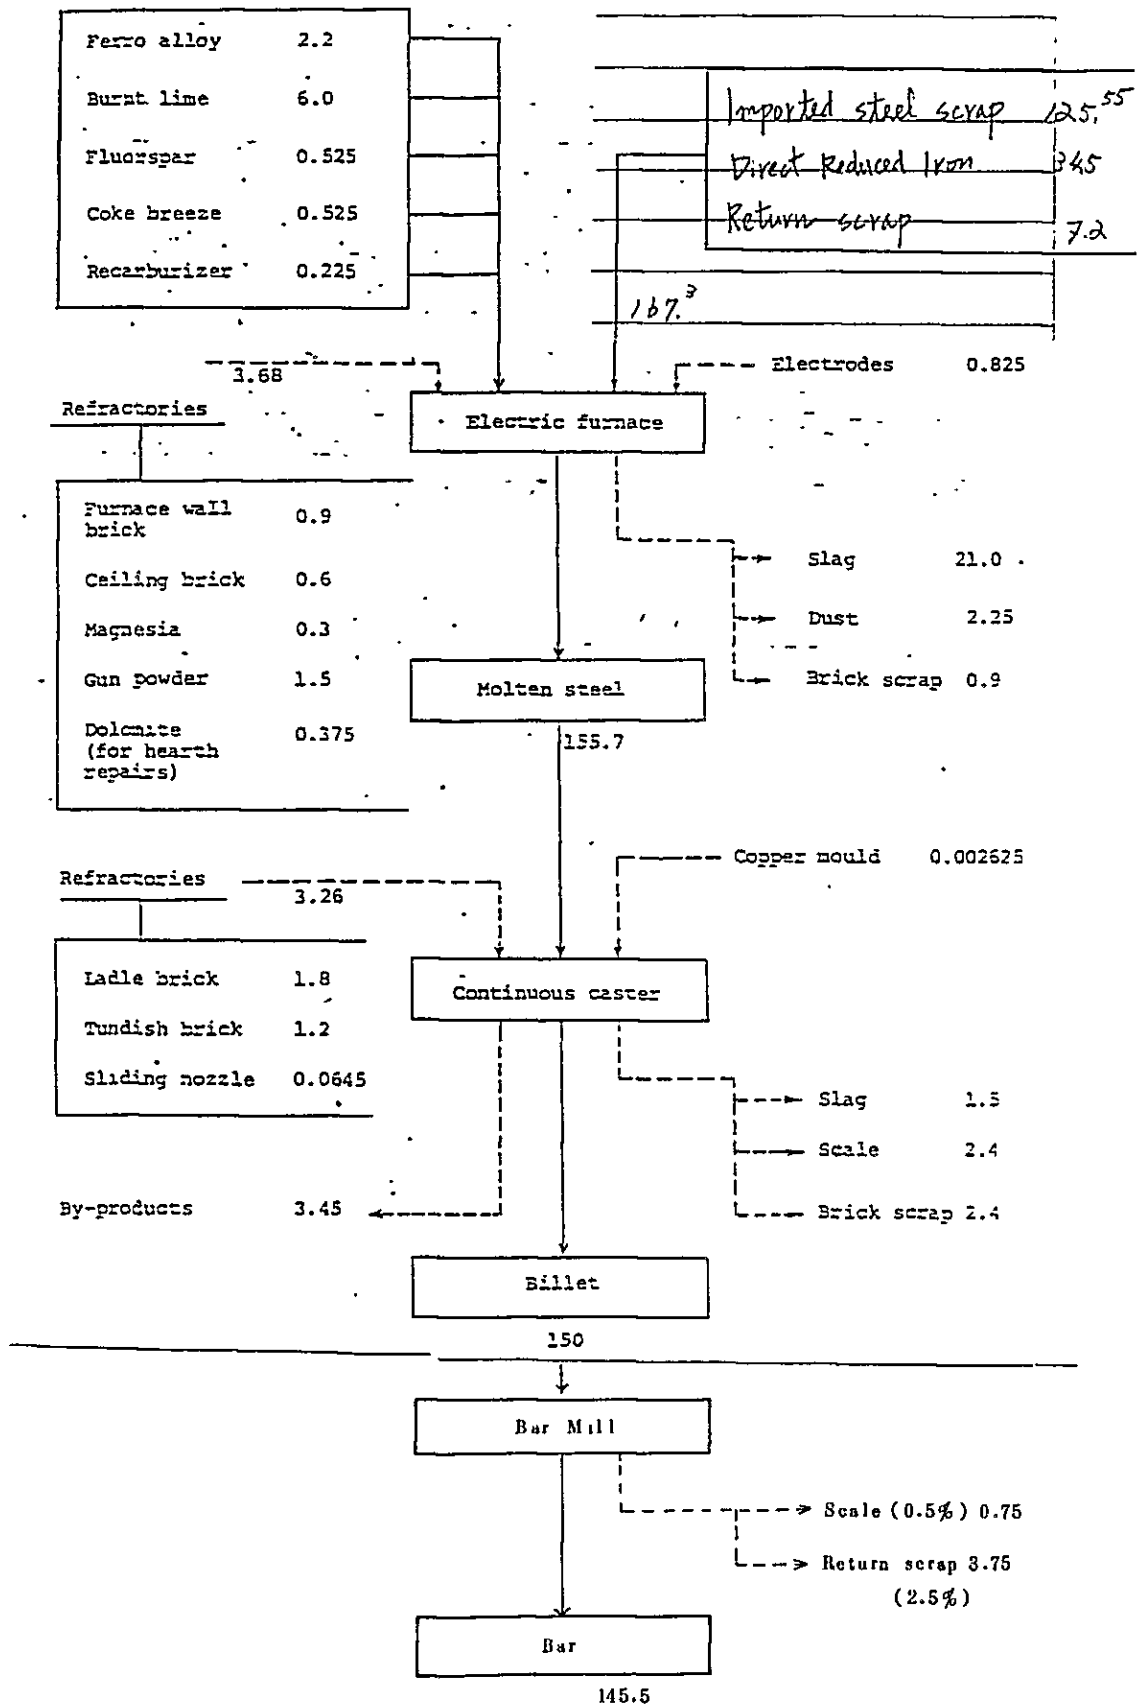 Ferro alloy 2.2
Burnt lime 6.0
Fluorspar 0.525
Coke breeze 0.525
Recarburizer 0.225
Imported steel scrap 125.55
Direct Reduced Iron 345
Return scrap 7.2
167.3
3.68
Electrodes 0.825
Refractories
Electric furnace
Furnace wall
brick 0.9
Ceiling brick 0.6
Magnesia 0.3
Gun powder 1.5
Dolomite 0.375
(for hearth
repairs)
Slag 21.0
Dust 2.25
Brick scrap 0.9
Molten steel
155.7
Copper mould 0.002625
Refractories
3.26
Ladle brick 1.8
Tundish brick 1.2
Sliding nozzle 0.0645
Continuous caster
Slag 1.5
Scale 2.4
Brick scrap 2.4
By-products 3.45
Billet
150
Bar Mill
Scale (0.5%) 0.75
Return scrap 3.75
(2.5%)
Bar
145.5